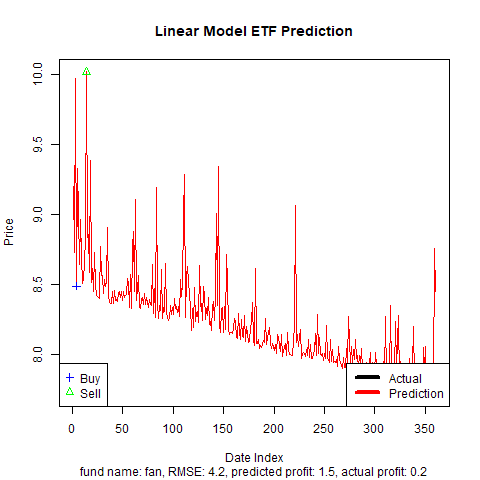 Linear Model ETF Prediction
Price
10.0
9.5
9.0
8.5
8.0
Buy
Sell
Actual
Prediction
0 50 100 150 200 250 300 350
Date Index
fund name: fan, RMSE: 4.2, predicted profit: 1.5, actual profit: 0.2